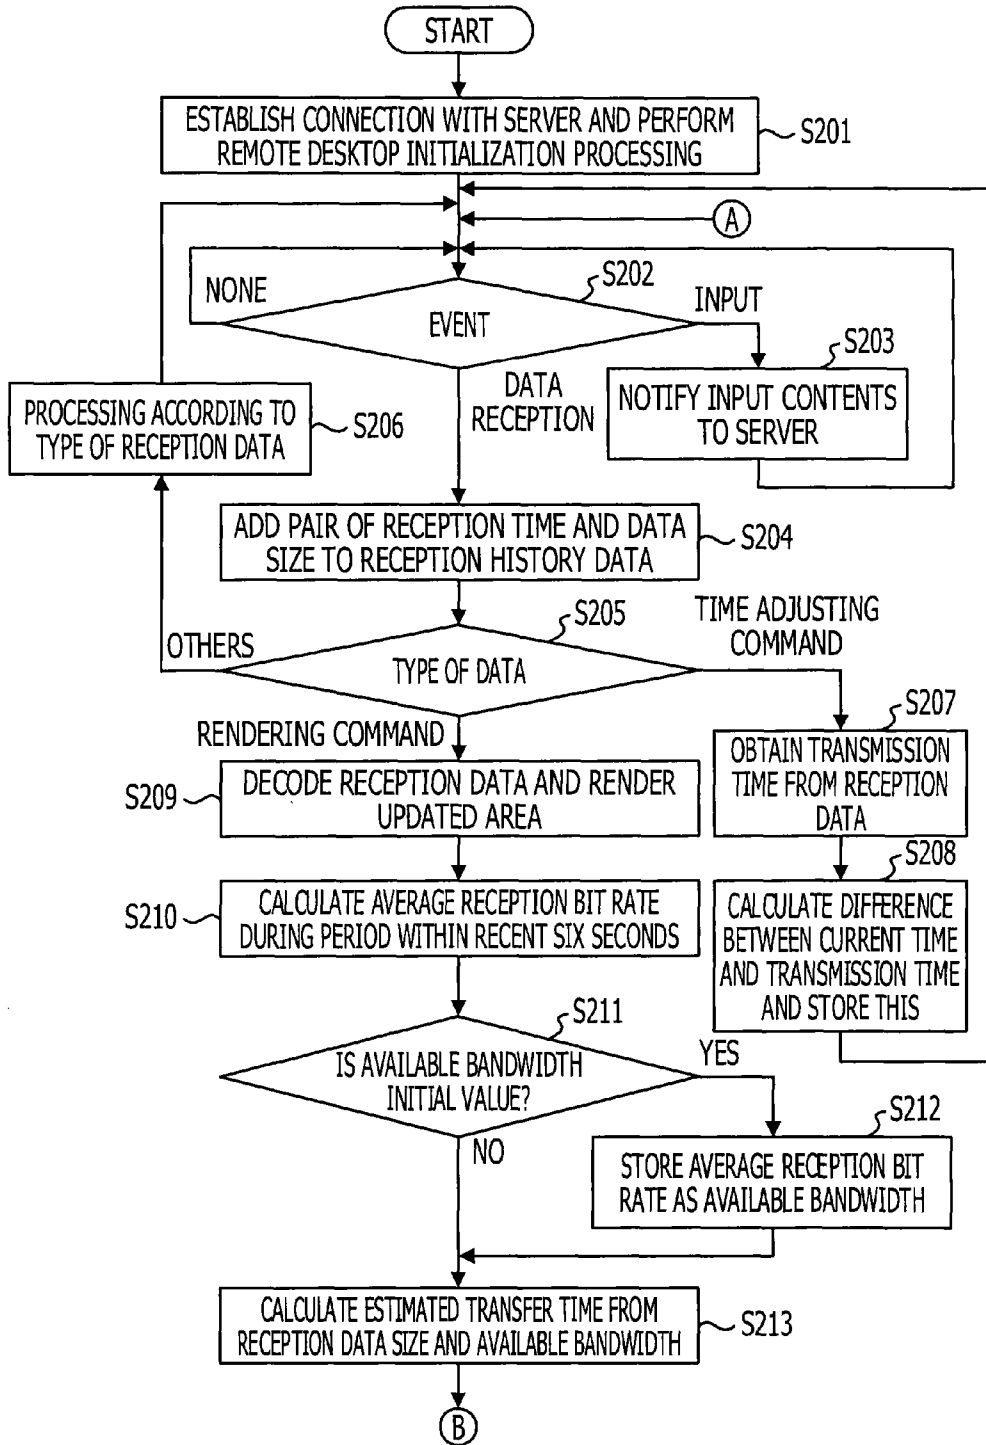 START
ESTABLISH CONNECTION WITH SERVER AND PERFORM
REMOTE DESKTOP INITIALIZATION PROCESSING
S201
A
S202
NONE
INPUT
EVENT
S203
NOTIFY INPUT CONTENTS
TO SERVER
DATA
RECEPTION
PROCESSING ACCORDING TO
TYPE OF RECEPTION DATA
S206
ADD PAIR OF RECEPTION TIME AND DATA
SIZE TO RECEPTION HISTORY DATA
S204
S205
TIME ADJUSTING
COMMAND
OTHERS
TYPE OF DATA
S207
RENDERING COMMAND
OBTAIN TRANSMISSION
TIME FROM RECEPTION
DATA
S209
DECODE RECEPTION DATA AND RENDER
UPDATED AREA
S208
CALCULATE DIFFERENCE
BETWEEN CURRENT TIME
AND TRANSMISSION TIME
AND STORE THIS
S210
CALCULATE AVERAGE RECEPTION BIT RATE
DURING PERIOD WITHIN RECENT SIX SECONDS
S211
IS AVAILABLE BANDWIDTH
INITIAL VALUE?
YES
NO
S212
STORE AVERAGE RECEPTION BIT
RATE AS AVAILABLE BANDWIDTH
CALCULATE ESTIMATED TRANSFER TIME FROM
RECEPTION DATA SIZE AND AVAILABLE BANDWIDTH
S213
B